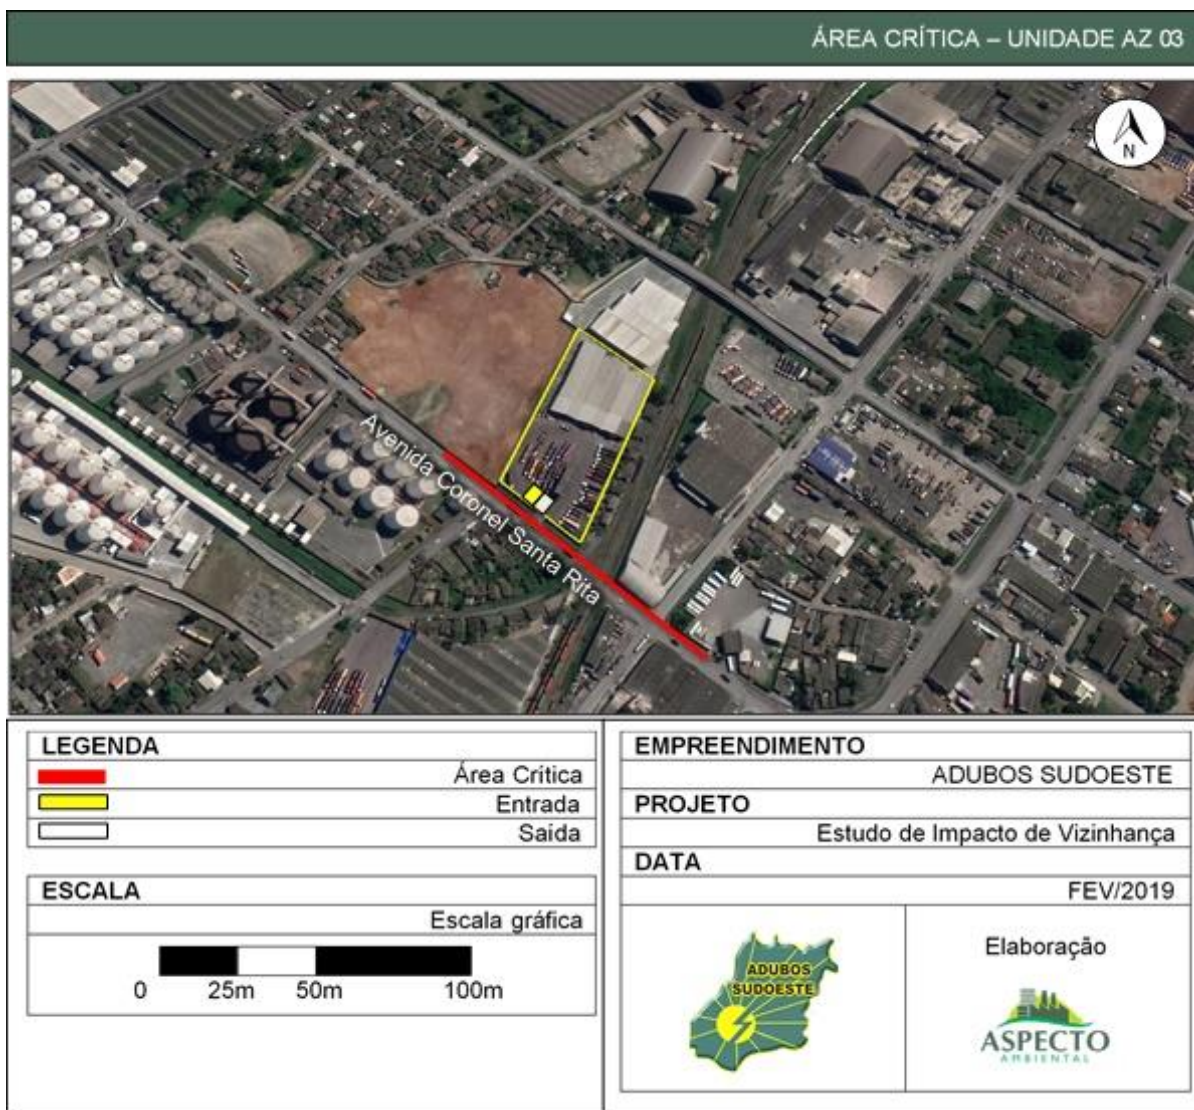 ÁREA CRÍTICA – UNIDADE AZ 03
N
Avenida Coronel Santa Rita
LEGENDA
Área Crítica
Entrada
Saída
ESCALA
Escala gráfica
0 25m 50m 100m
EMPREENDIMENTO
ADUBOS SUDOESTE
PROJETO
Estudo de Impacto de Vizinhança
DATA
FEV/2019
ADUBOS
SUDOESTE
Elaboração
ASPECTO
AMBIENTAL